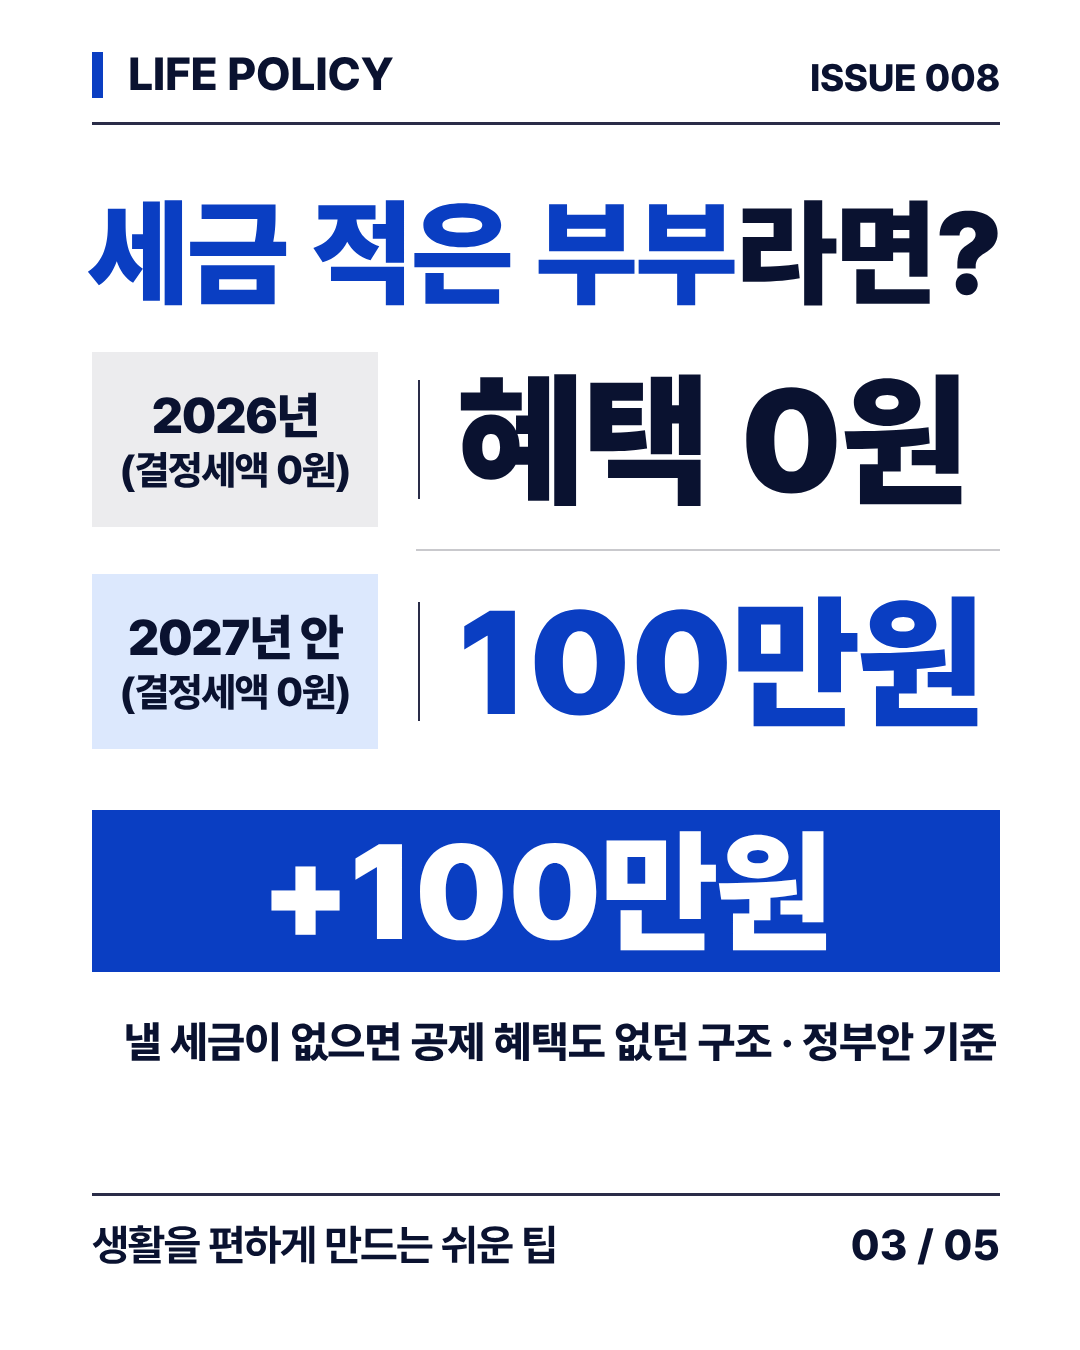 LIFE POLICY
ISSUE 008
세금 적은 부부라면?
2026년
(결정세액 0원)
혜택 0원
2027년 안
(결정세액 0원)
100만원
+100만원
낼 세금이 없으면 공제 혜택도 없던 구조 · 정부안 기준
생활을 편하게 만드는 쉬운 팁
03 / 05